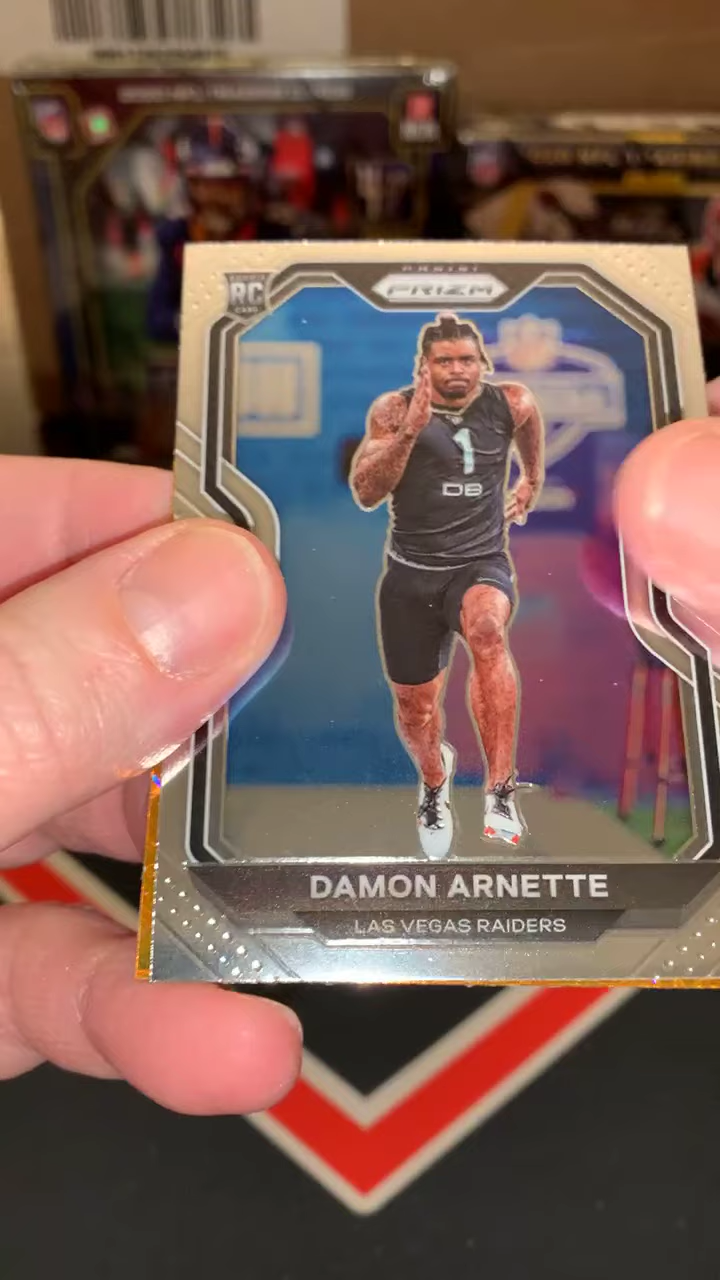 ROOKIE
RC
CARD
PANINI
PRIZM
1
DB
DAMON ARNETTE
LAS VEGAS RAIDERS